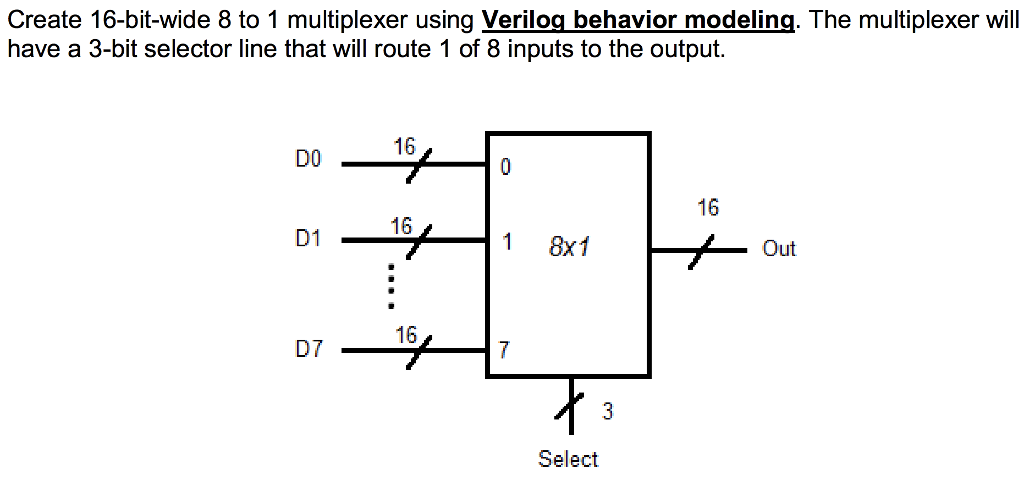 Create 16-bit-wide 8 to 1 multiplexer using Verilog behavior modeling. The multiplexer will
have a 3-bit selector line that will route 1 of 8 inputs to the output.
D0
16
0
16
D1
16
1
8x1
Out
D7
16
7
3
Select